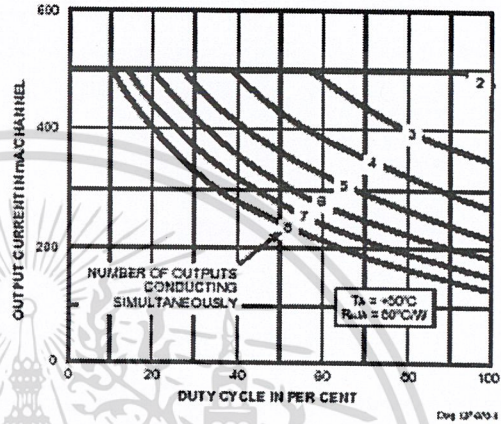 600
400
200
0
OUTPUT CURRENT IN mA/CHANNEL
2
3
4
5
6
7
8
NUMBER OF OUTPUTS
CONDUCTING
SIMULTANEOUSLY
TA = +50°C
0 20 40 60 80 100
DUTY CYCLE IN PER CENT